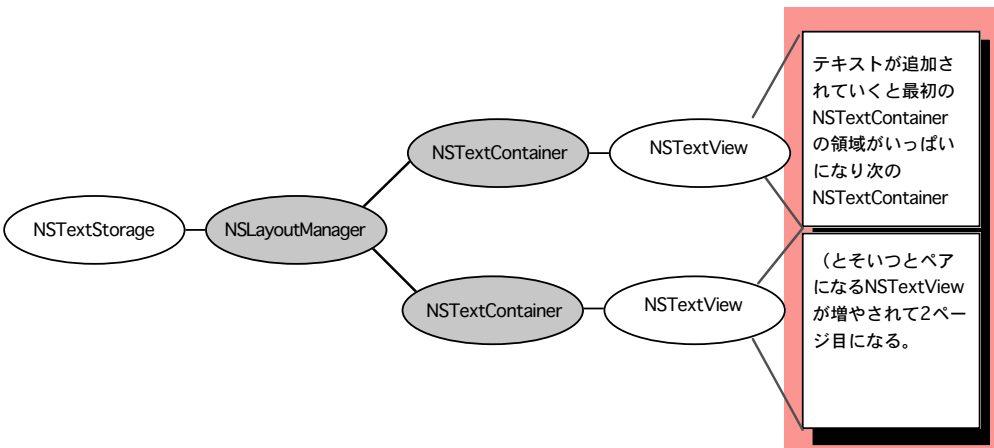 NSTextStorage
NSLayoutManager
NSTextContainer
NSTextView
NSTextContainer
NSTextView
テキストが追加さ
れていくと最初の
NSTextContainer
の領域がいっぱい
になり次の
NSTextContainer
（とそいつとペア
になるNSTextView
が増やされて2ペー
ジ目になる。